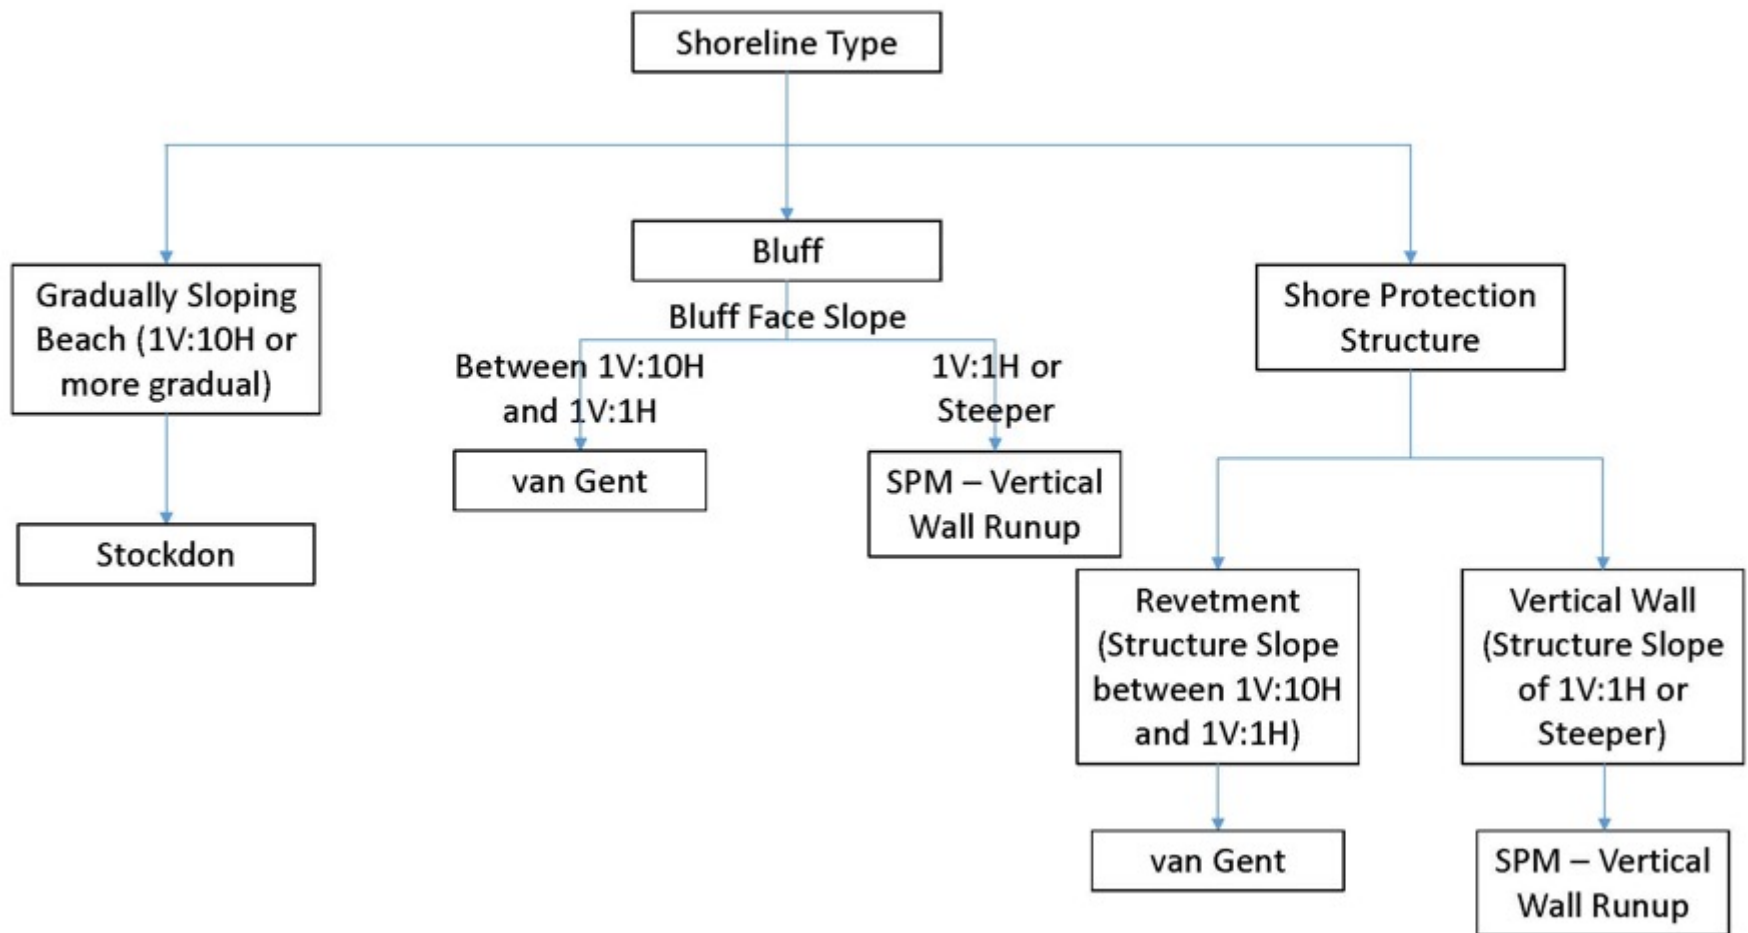 Shoreline Type
Gradually Sloping
Beach (1V:10H or
more gradual)
Stockdon
Bluff
Bluff Face Slope
Between 1V:10H
and 1V:1H
van Gent
1V:1H or
Steeper
SPM – Vertical
Wall Runup
Shore Protection
Structure
Revetment
(Structure Slope
between 1V:10H
and 1V:1H)
van Gent
Vertical Wall
(Structure Slope
of 1V:1H or
Steeper)
SPM – Vertical
Wall Runup